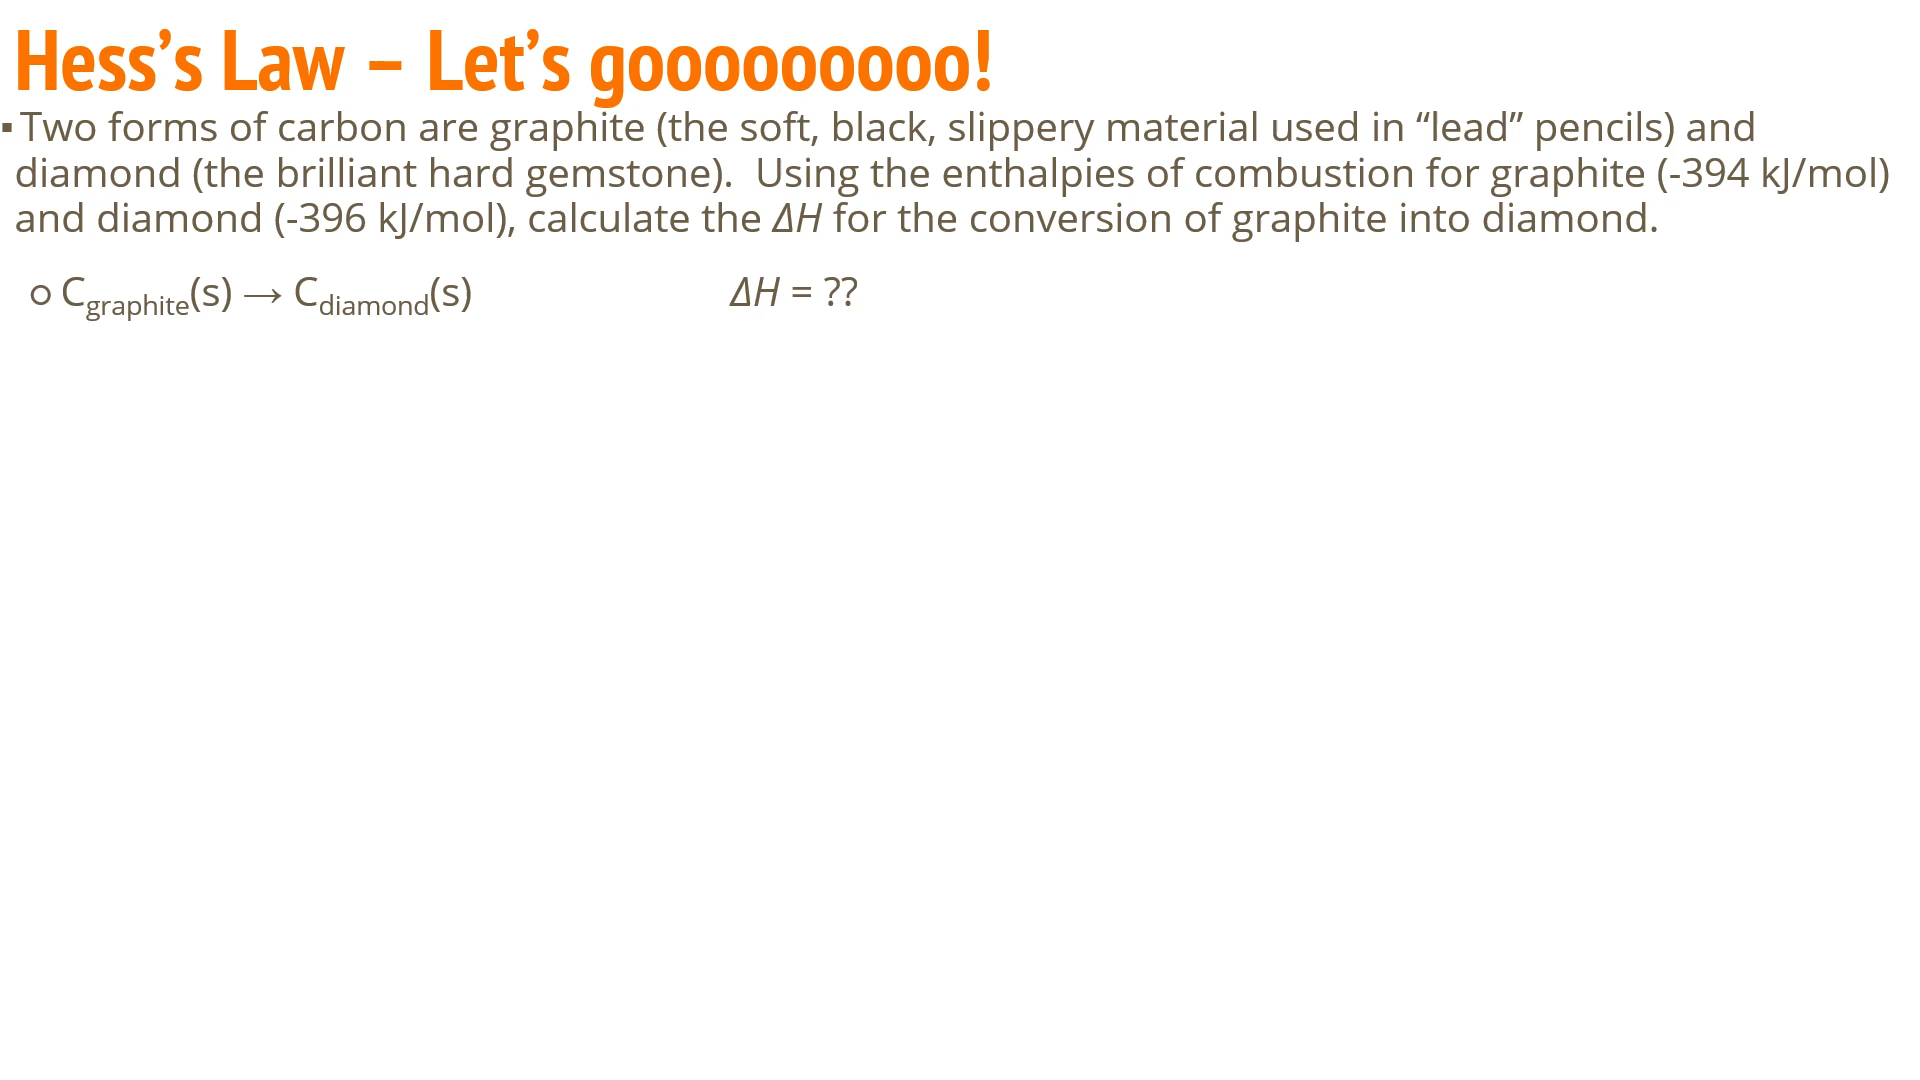 Hess’s Law – Let’s gooooooooo!
▪Two forms of carbon are graphite (the soft, black, slippery material used in “lead” pencils) and
diamond (the brilliant hard gemstone).  Using the enthalpies of combustion for graphite (-394 kJ/mol)
and diamond (-396 kJ/mol), calculate the ΔH for the conversion of graphite into diamond.
○ Cgraphite(s) → Cdiamond(s) ΔH = ??